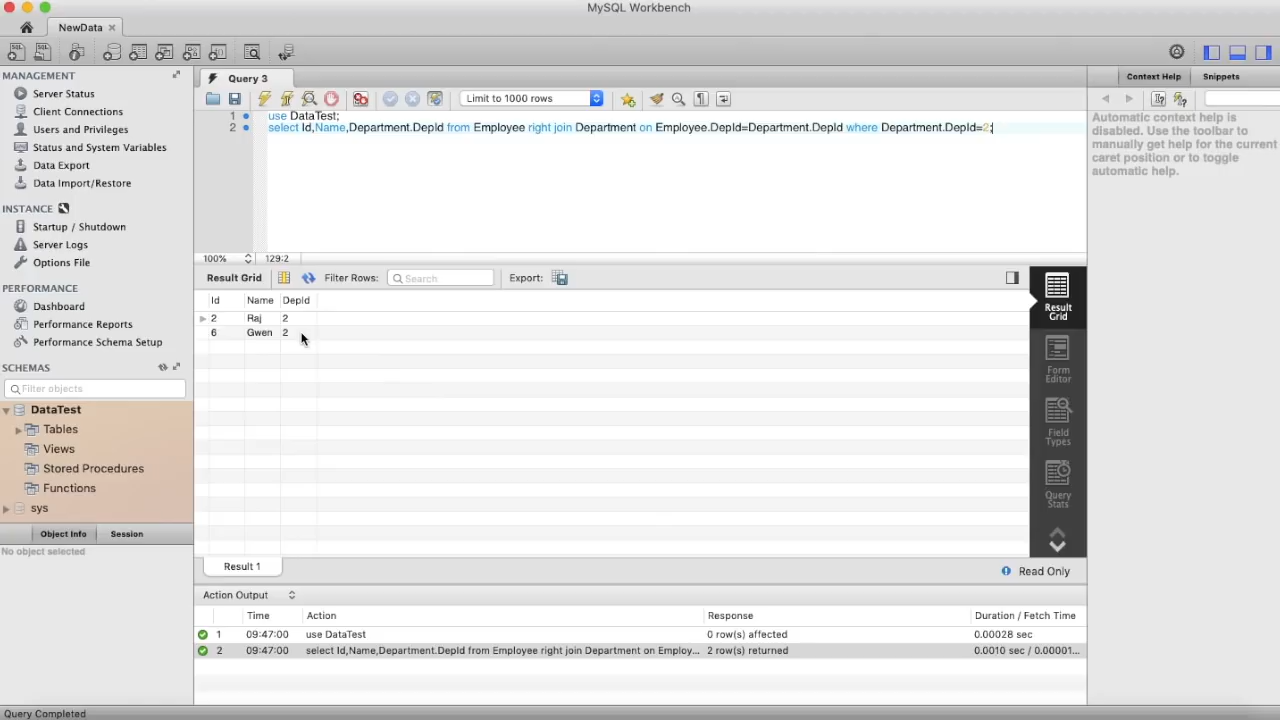 MySQL Workbench
NewData
MANAGEMENT
Server Status
Client Connections
Users and Privileges
Status and System Variables
Data Export
Data Import/Restore
INSTANCE
Startup / Shutdown
Server Logs
Options File
PERFORMANCE
Dashboard
Performance Reports
Performance Schema Setup
SCHEMAS
Filter objects
DataTest
Tables
Views
Stored Procedures
Functions
sys
Object Info Session
No object selected
Query 3
Limit to 1000 rows
1 use DataTest;
2 select Id,Name,Department.DepId from Employee right join Department on Employee.DepId=Department.DepId where Department.DepId=2;
100% 129:2
Result Grid Filter Rows: Search Export:
Id Name DepId
2 Raj 2
6 Gwen 2
Result Grid
Form Editor
Field Types
Query Stats
Result 1
Read Only
Action Output
Time Action Response Duration / Fetch Time
1 09:47:00 use DataTest 0 row(s) affected 0.00028 sec
2 09:47:00 select Id,Name,Department.DepId from Employee right join Department on Employ... 2 row(s) returned 0.0010 sec / 0.00001...
Context Help Snippets
Automatic context help is
disabled. Use the toolbar to
manually get help for the current
caret position or to toggle
automatic help.
Query Completed